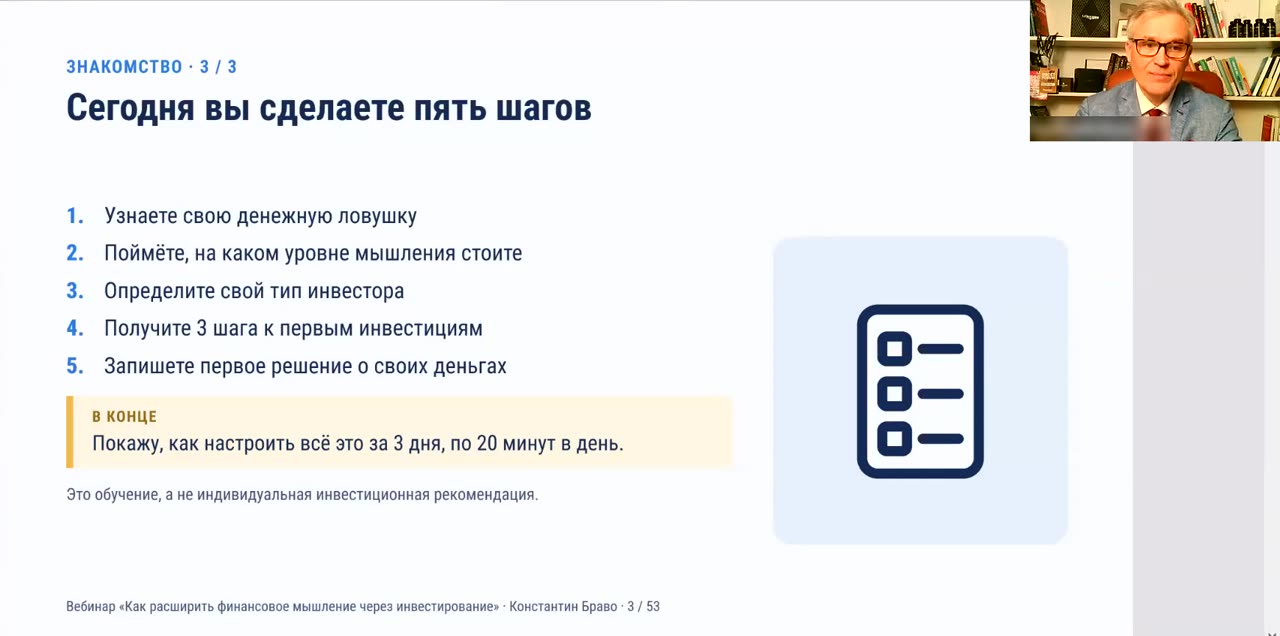 ЗНАКОМСТВО · 3 / 3
Сегодня вы сделаете пять шагов
1. Узнаете свою денежную ловушку
2. Поймёте, на каком уровне мышления стоите
3. Определите свой тип инвестора
4. Получите 3 шага к первым инвестициям
5. Запишете первое решение о своих деньгах
В КОНЦЕ
Покажу, как настроить всё это за 3 дня, по 20 минут в день.
Это обучение, а не индивидуальная инвестиционная рекомендация.
Вебинар «Как расширить финансовое мышление через инвестирование» · Константин Браво · 3 / 53